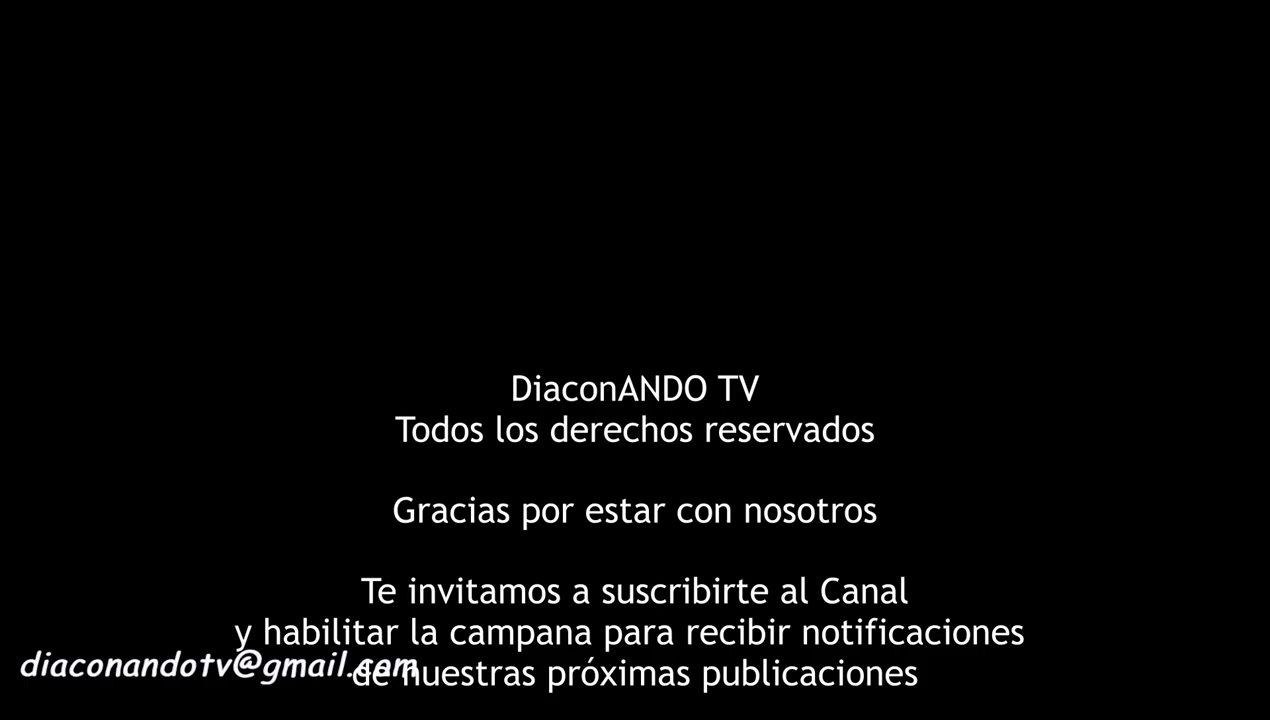 DiaconANDO TV
Todos los derechos reservados
Gracias por estar con nosotros
Te invitamos a suscribirte al Canal
y habilitar la campana para recibir notificaciones
de nuestras próximas publicaciones
diaconandotv@gmail.com